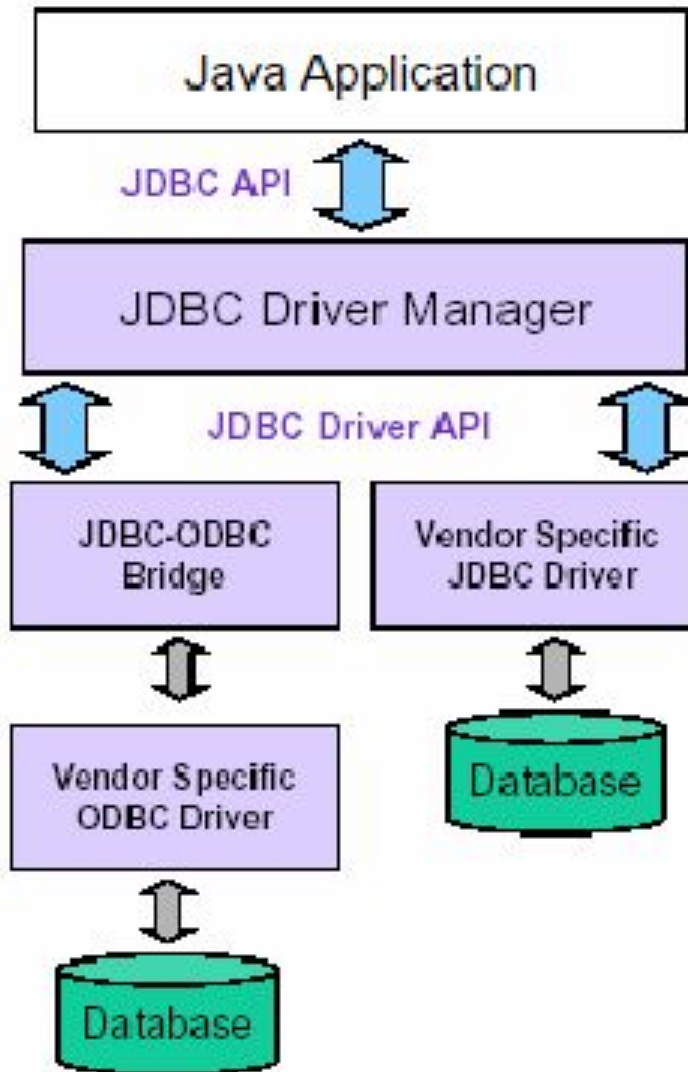 Java Application
JDBC API
JDBC Driver Manager
JDBC Driver API
JDBC-ODBC
Bridge
Vendor Specific
JDBC Driver
Vendor Specific
ODBC Driver
Database
Database